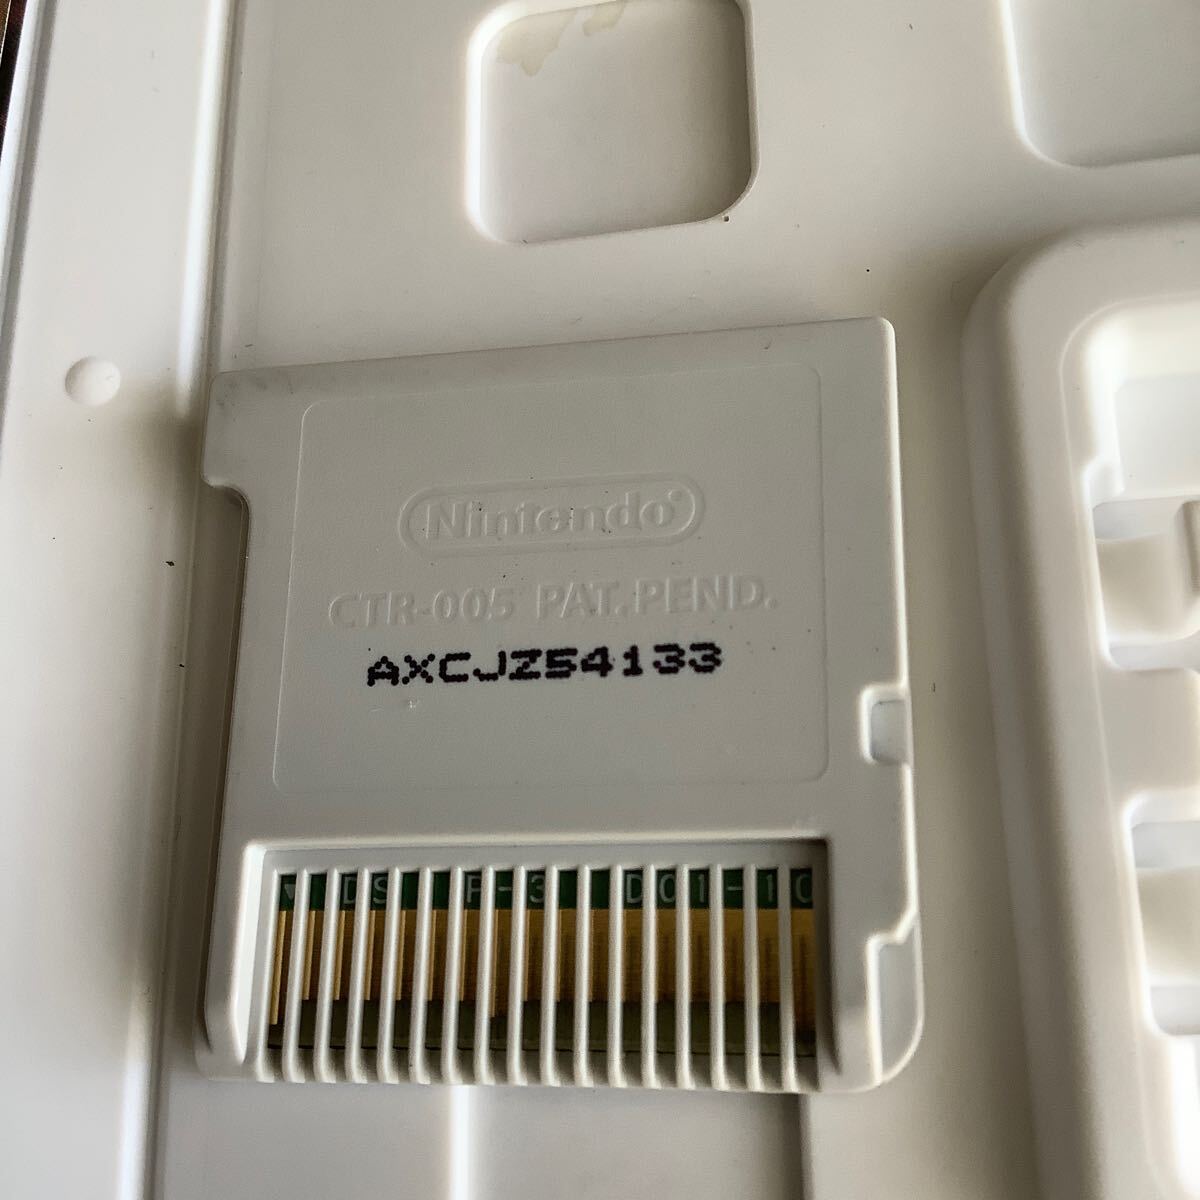 Nintendo®
CTR-005 PAT. PEND.
AXCJZ54133